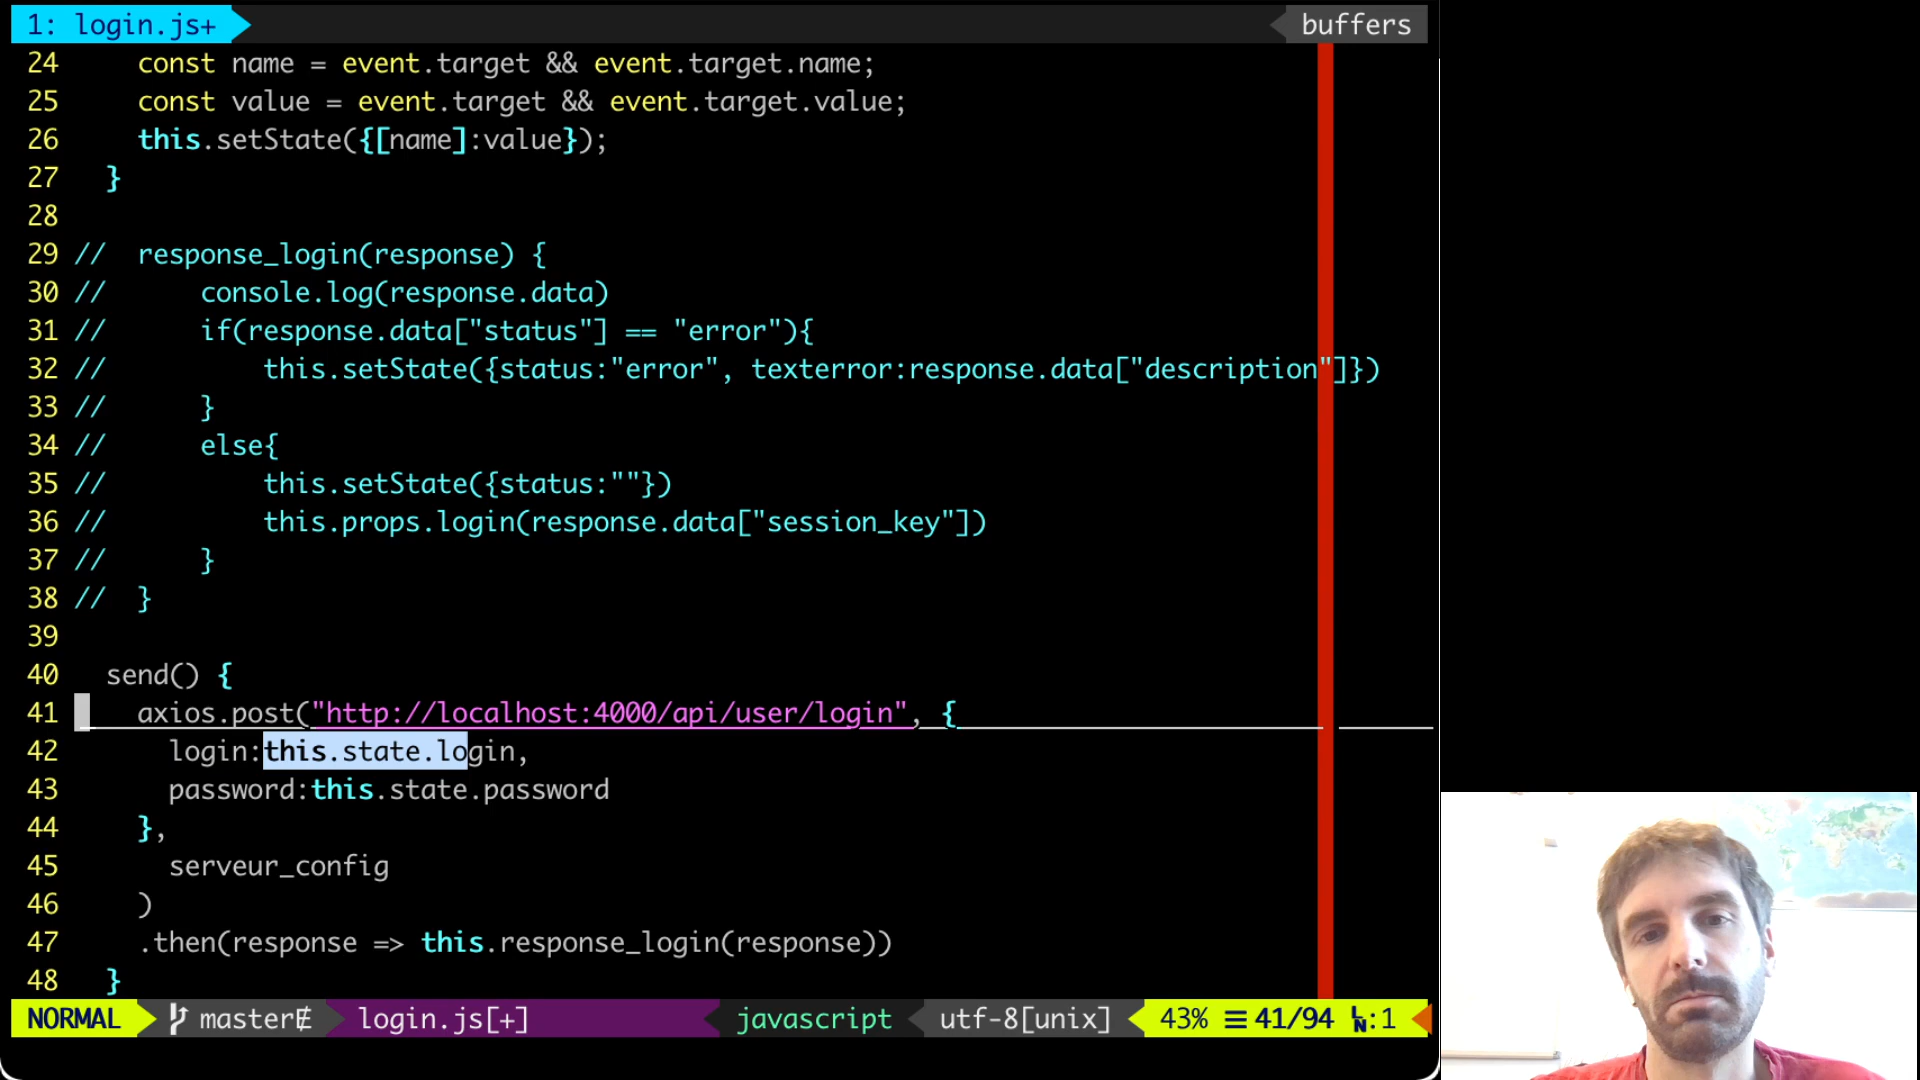 1: login.js+ buffers
24 const name = event.target && event.target.name;
25 const value = event.target && event.target.value;
26 this.setState({[name]:value});
27 }
28
29 // response_login(response) {
30 // console.log(response.data)
31 // if(response.data["status"] == "error"){
32 // this.setState({status:"error", texterror:response.data["description"]})
33 // }
34 // else{
35 // this.setState({status:""})
36 // this.props.login(response.data["session_key"])
37 // }
38 // }
39
40 send() {
41 axios.post("http://localhost:4000/api/user/login", {
42 login:this.state.login,
43 password:this.state.password
44 },
45 serveur_config
46 )
47 .then(response => this.response_login(response))
48 }
NORMAL master∉ login.js[+] javascript utf-8[unix] 43% ☰ 41/94 LN:1